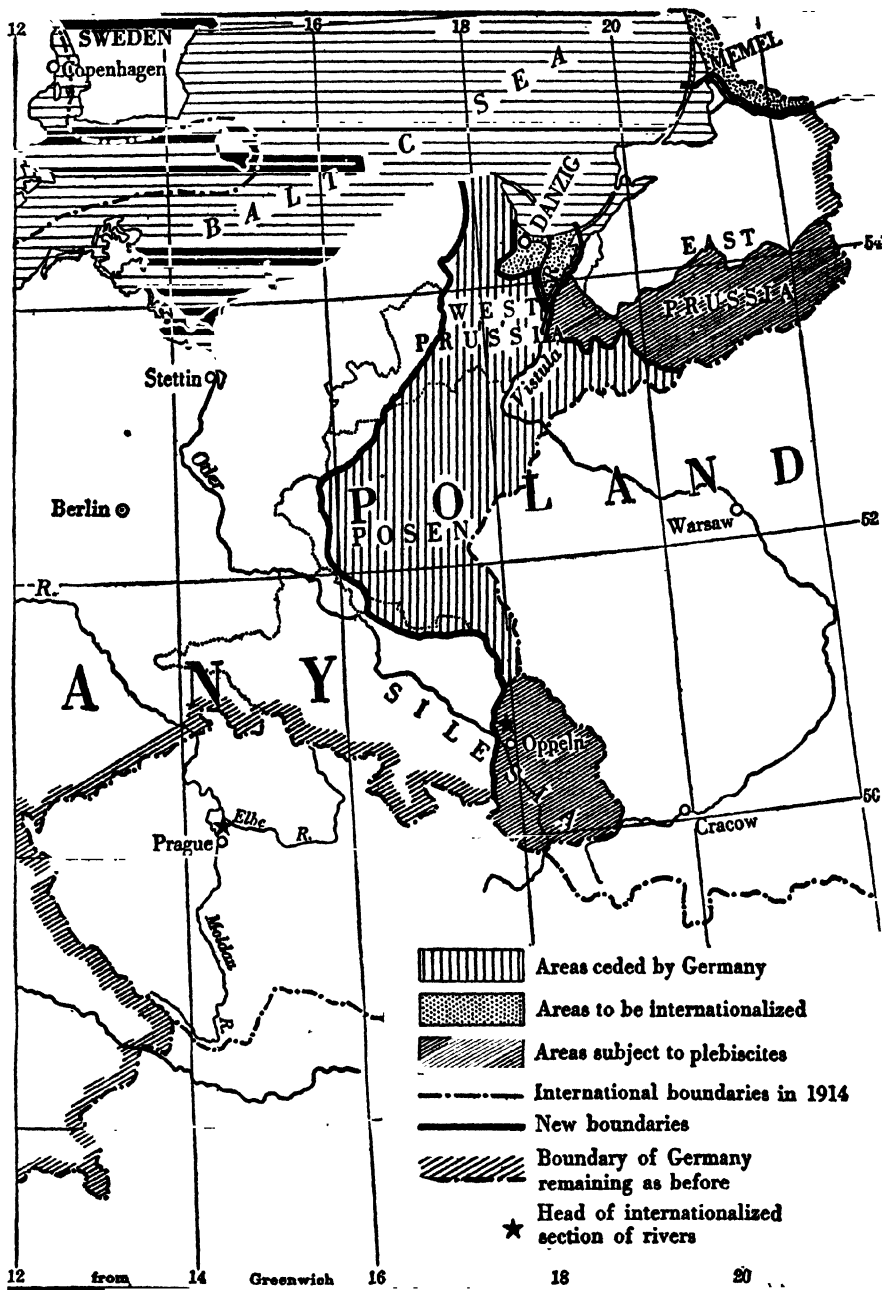 12
16
18
20
SWEDEN
Copenhagen
MEMEL
BALT C SEA
DANZIG
EAST
PRUSSIA
54
WEST
PRUSSIA
Stettin
Vistula
Oder
POLAND
Berlin
POSEN
Warsaw
52
R.
ANY
SILE
Oppeln
S
I
A
50
Elbe
R.
Prague
Cracow
Moldau
R.
Areas ceded by Germany
Areas to be internationalized
Areas subject to plebiscites
International boundaries in 1914
New boundaries
Boundary of Germany
remaining as before
Head of internationalized
section of rivers
12 from 14 Greenwich 16 18 20